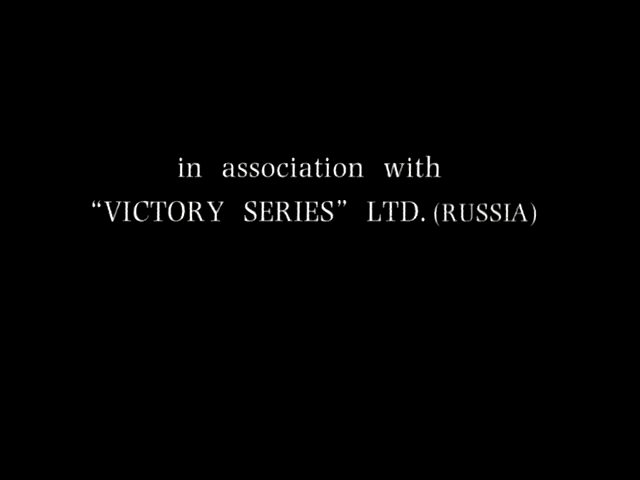 in association with
“VICTORY SERIES” LTD. (RUSSIA)